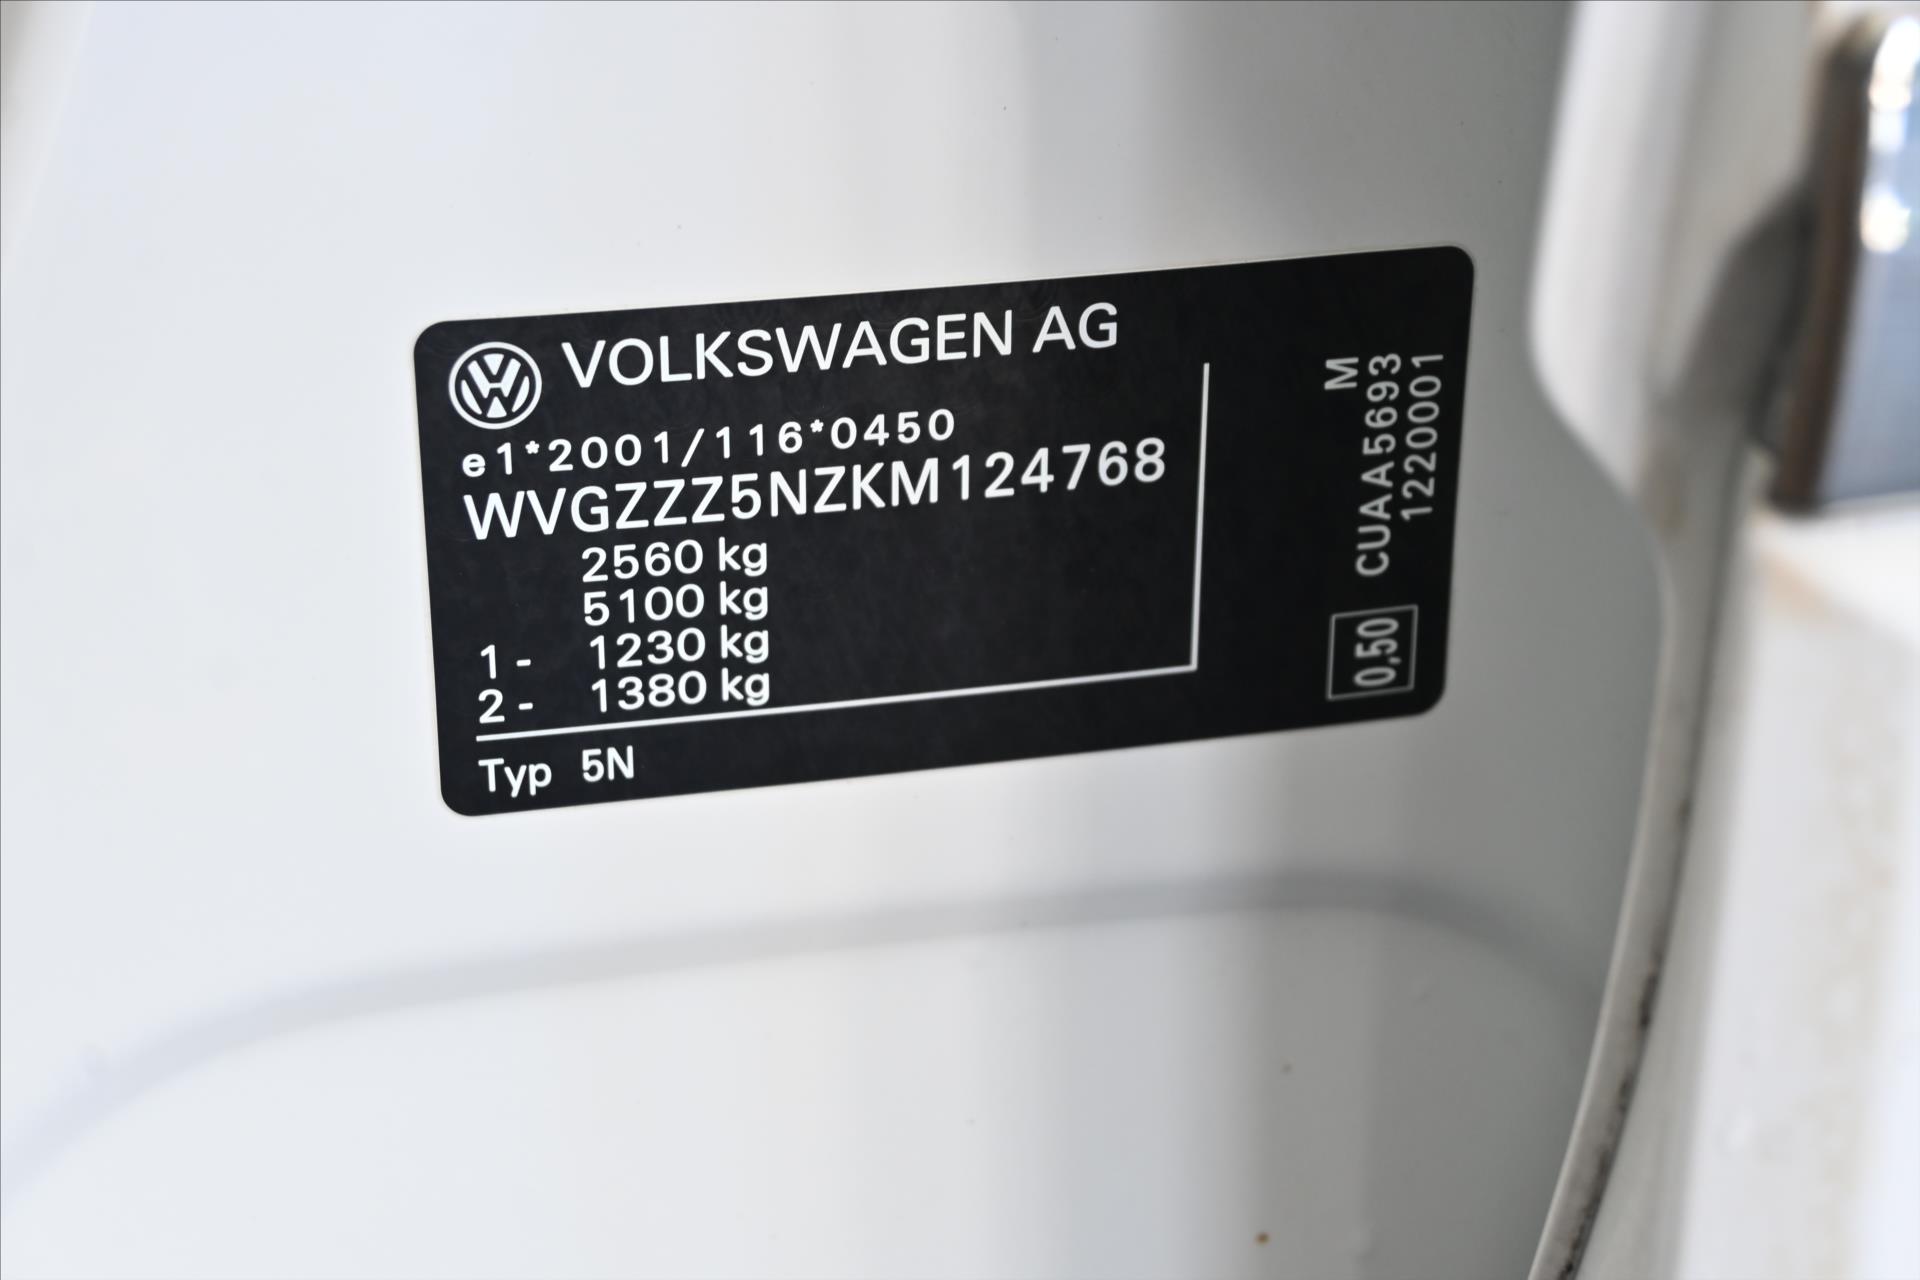 VOLKSWAGEN AG
e1*2001/116*0450
WVGZZZ5NZKM124768
2560 kg
5100 kg
1- 1230 kg
2- 1380 kg
Typ 5N
M
CUAA5693
1220001
0,50